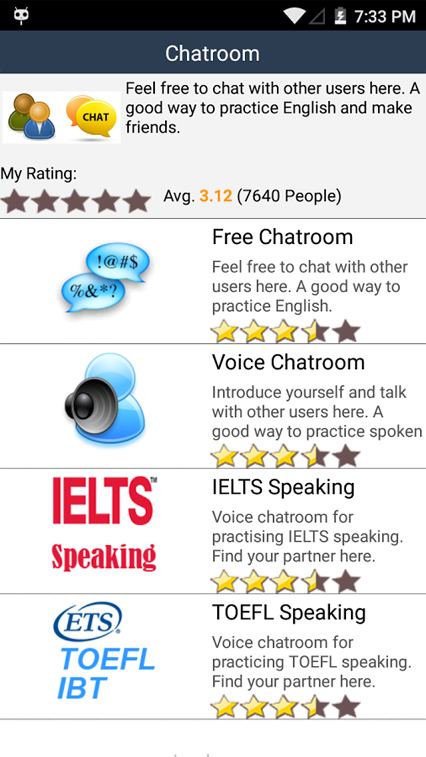 7:33 PM
Chatroom
Feel free to chat with other users here. A
good way to practice English and make
friends.
CHAT
My Rating:
Avg. 3.12 (7640 People)
!@#$
%&*?
Free Chatroom
Feel free to chat with other
users here. A good way to
practice English.
Voice Chatroom
Introduce yourself and talk
with other users here. A
good way to practice spoken
IELTS™
Speaking
IELTS Speaking
Voice chatroom for
practising IELTS speaking.
Find your partner here.
ETS®
TOEFL
IBT
TOEFL Speaking
Voice chatroom for
practicing TOEFL speaking.
Find your partner here.